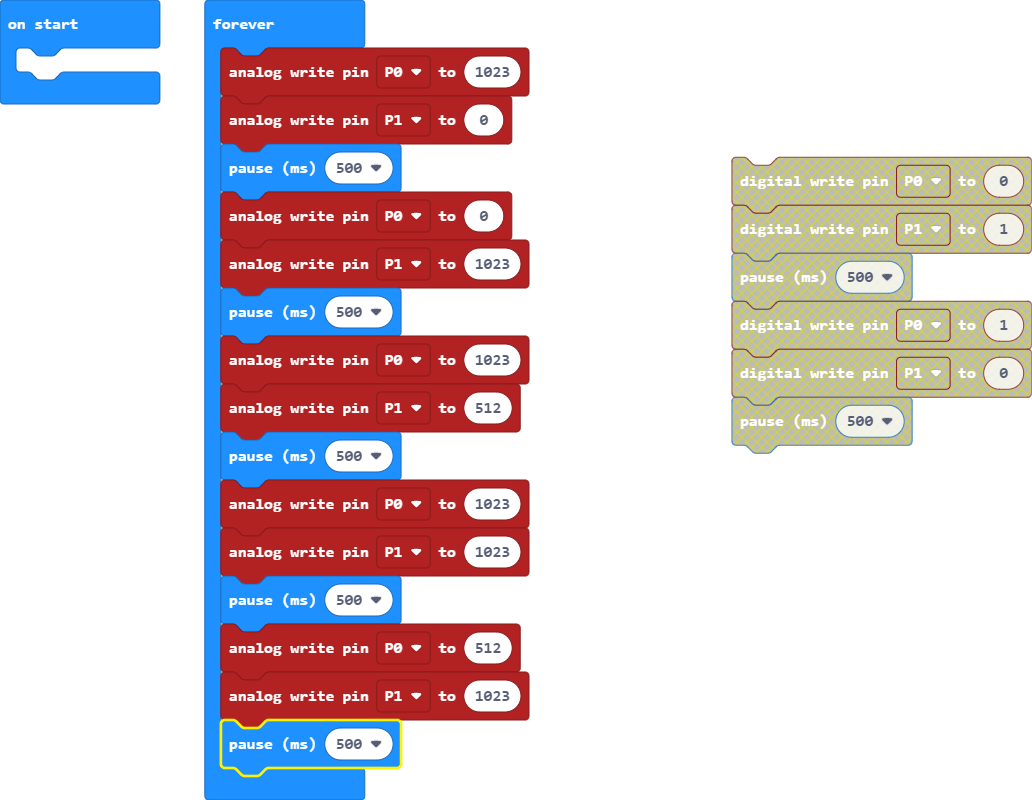 on start
forever
analog write pin P0 to 1023
analog write pin P1 to 0
pause (ms) 500
analog write pin P0 to 0
analog write pin P1 to 1023
pause (ms) 500
analog write pin P0 to 1023
analog write pin P1 to 512
pause (ms) 500
analog write pin P0 to 1023
analog write pin P1 to 1023
pause (ms) 500
analog write pin P0 to 512
analog write pin P1 to 1023
pause (ms) 500
digital write pin P0 to 0
digital write pin P1 to 1
pause (ms) 500
digital write pin P0 to 1
digital write pin P1 to 0
pause (ms) 500